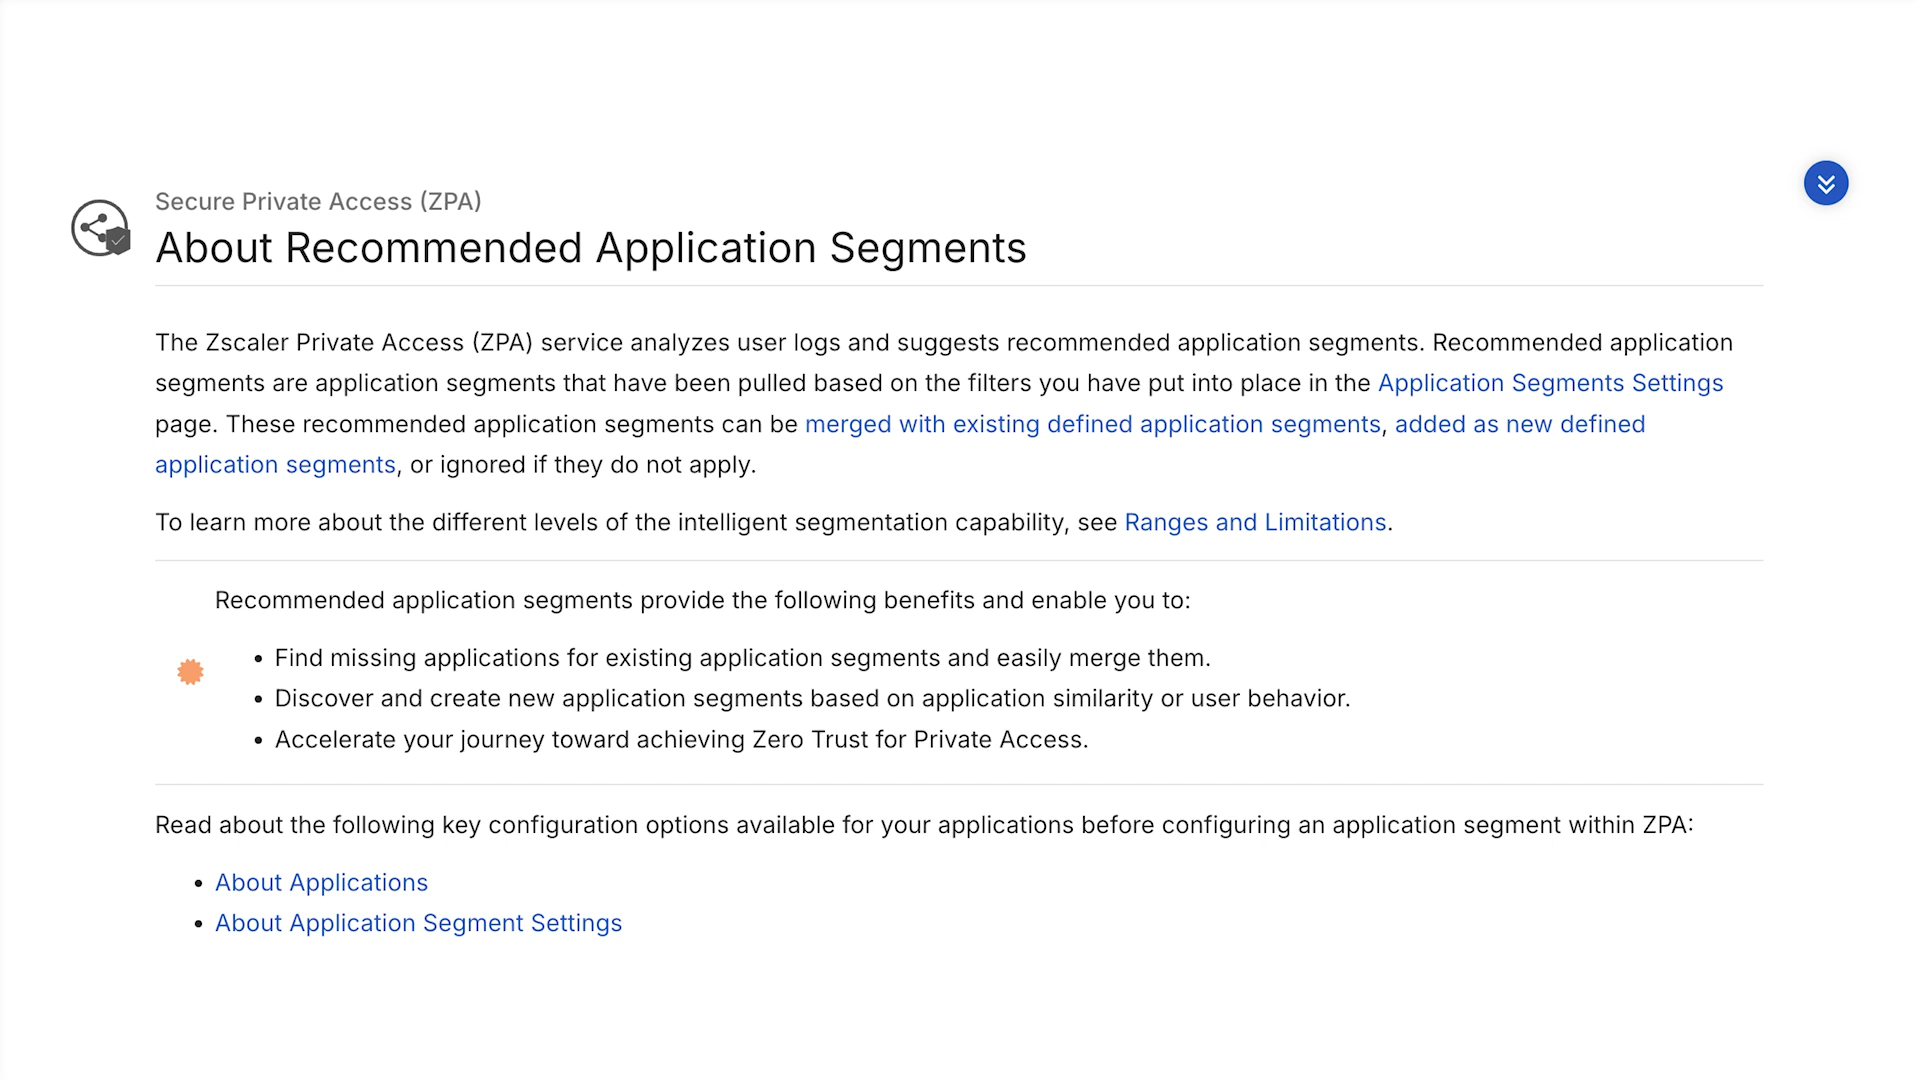 Secure Private Access (ZPA)
About Recommended Application Segments
The Zscaler Private Access (ZPA) service analyzes user logs and suggests recommended application segments. Recommended application
segments are application segments that have been pulled based on the filters you have put into place in the Application Segments Settings
page. These recommended application segments can be merged with existing defined application segments, added as new defined
application segments, or ignored if they do not apply.
To learn more about the different levels of the intelligent segmentation capability, see Ranges and Limitations.
Recommended application segments provide the following benefits and enable you to:
• Find missing applications for existing application segments and easily merge them.
• Discover and create new application segments based on application similarity or user behavior.
• Accelerate your journey toward achieving Zero Trust for Private Access.
Read about the following key configuration options available for your applications before configuring an application segment within ZPA:
• About Applications
• About Application Segment Settings